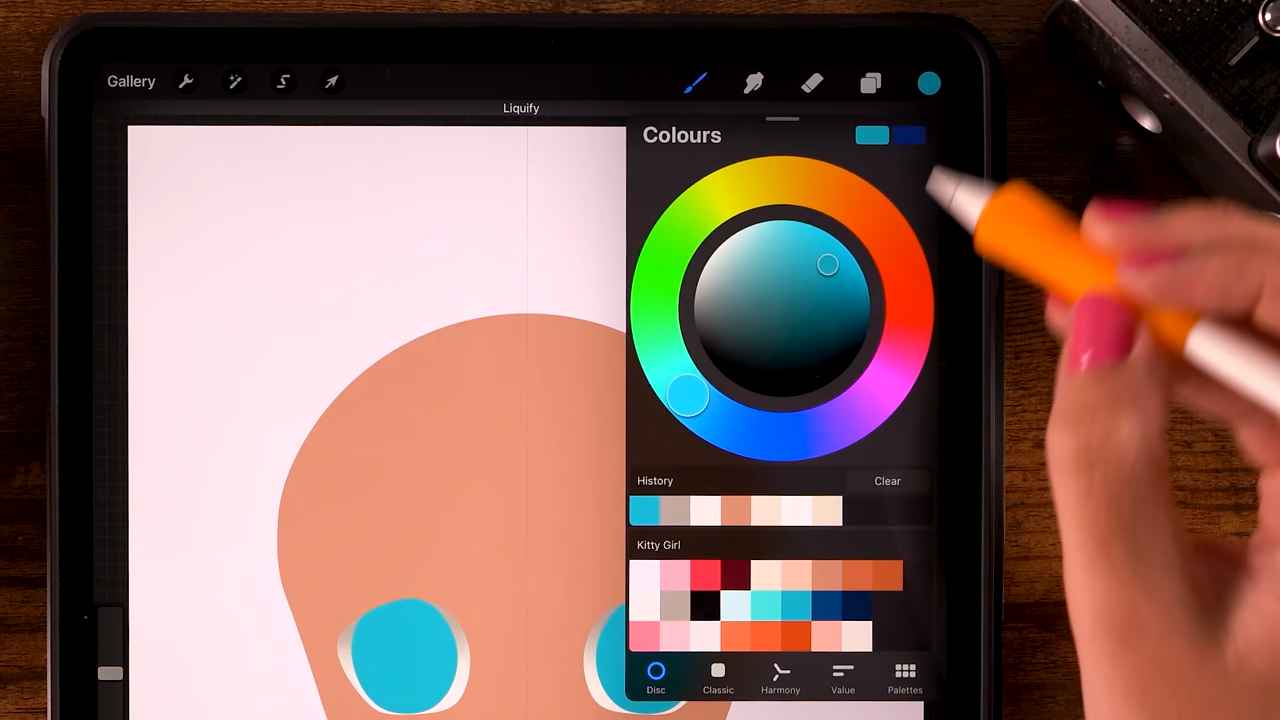 Gallery
Liquify
Colours
History
Clear
Kitty Girl
Disc
Classic
Harmony
Value
Palettes